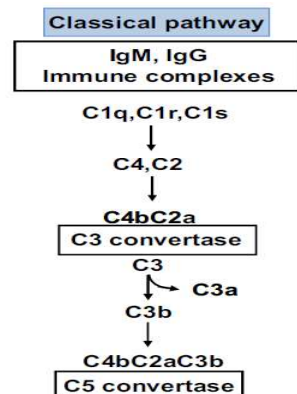 Classical pathway
IgM, IgG
Immune complexes
C1q,C1r,C1s
C4,C2
C4bC2a
C3 convertase
C3
C3a
C3b
C4bC2aC3b
C5 convertase